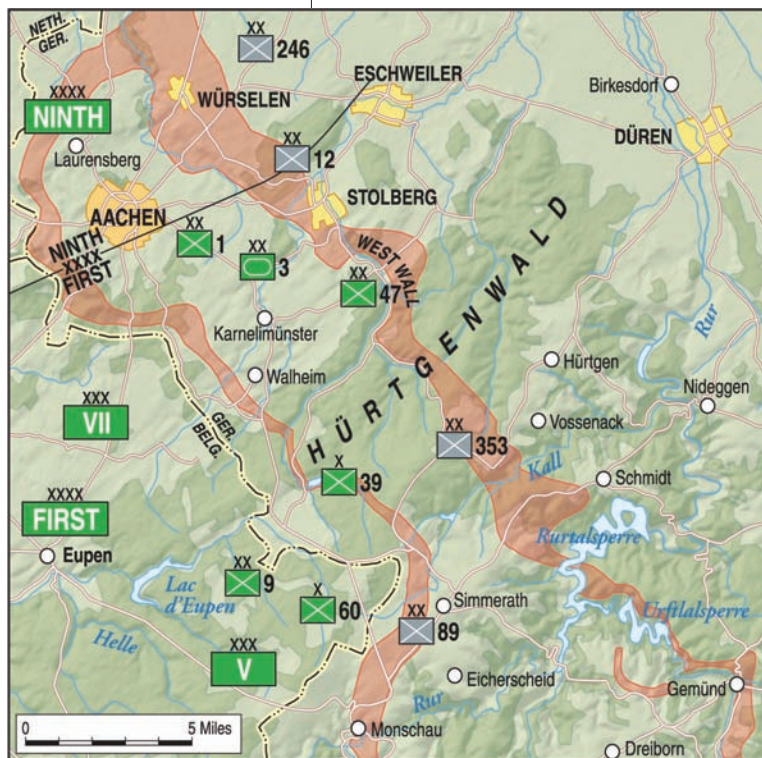 NETH.
GER.
XX
246
ESCHWEILER
Birkesdorf
XXXX
NINTH
WÜRSELEN
Laurensberg
XX
12
DÜREN
AACHEN
STOLBERG
NINTH
XXXX
FIRST
XX
1
XX
3
XX
47
WEST WALL
HÜRTGENWALD
Rur
Karnelimünster
Walheim
Hürtgen
Nideggen
XXX
VII
GER.
BELG.
Vossenack
XX
353
Kall
X
39
Schmidt
XXXX
FIRST
Eupen
Rurtalsperre
Lac
d'Eupen
XX
9
X
60
Simmerath
XX
89
Urftlalsperre
Helle
XXX
V
Eicherscheid
Gemünd
Rur
0
5 Miles
Monschau
Dreiborn